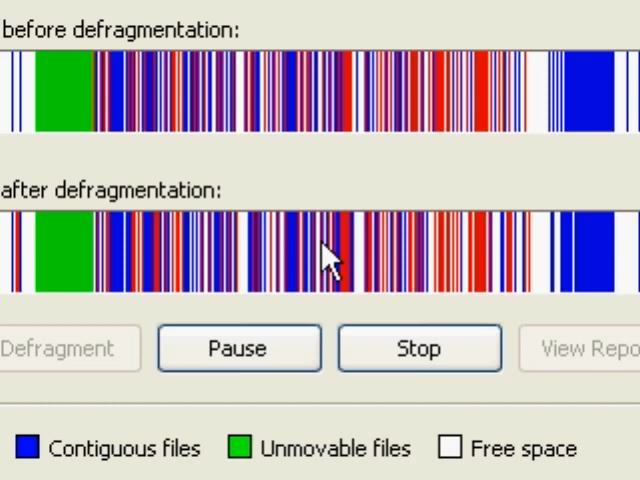 before defragmentation:
after defragmentation:
Defragment
Pause
Stop
View Repo
Contiguous files
Unmovable files
Free space